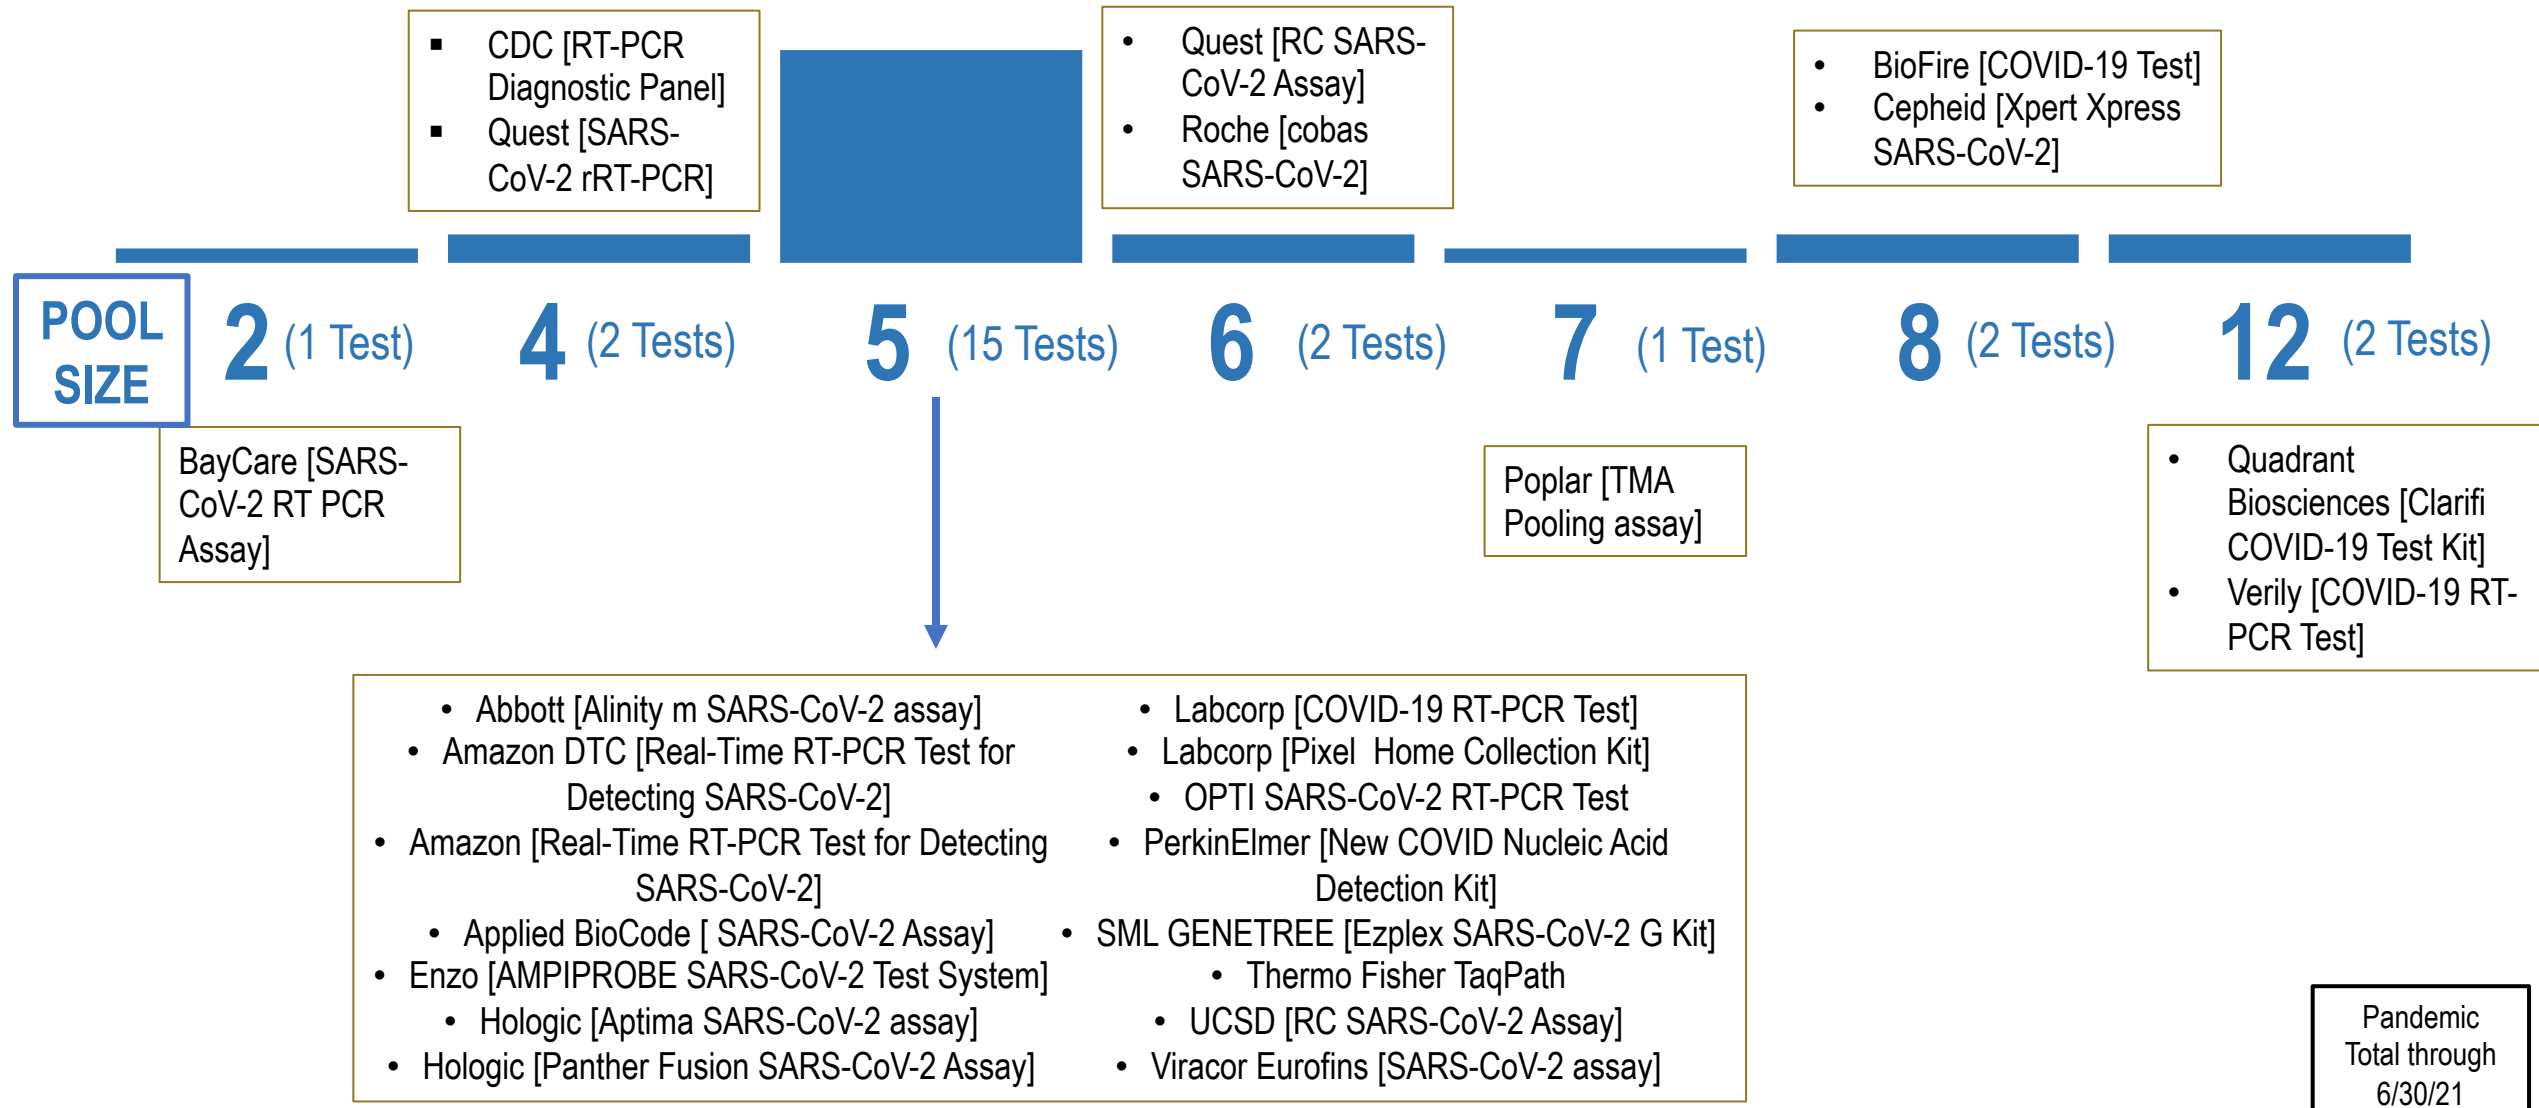 ▪ CDC [RT-PCR
Diagnostic Panel]
▪ Quest [SARS-
CoV-2 rRT-PCR]
• Quest [RC SARS-
CoV-2 Assay]
• Roche [cobas
SARS-CoV-2]
• BioFire [COVID-19 Test]
• Cepheid [Xpert Xpress
SARS-CoV-2]
POOL
SIZE
2 (1 Test)
4 (2 Tests)
5 (15 Tests)
6 (2 Tests)
7 (1 Test)
8 (2 Tests)
12 (2 Tests)
BayCare [SARS-
CoV-2 RT PCR
Assay]
Poplar [TMA
Pooling assay]
• Quadrant
Biosciences [Clarifi
COVID-19 Test Kit]
• Verily [COVID-19 RT-
PCR Test]
• Abbott [Alinity m SARS-CoV-2 assay]
• Amazon DTC [Real-Time RT-PCR Test for
Detecting SARS-CoV-2]
• Amazon [Real-Time RT-PCR Test for Detecting
SARS-CoV-2]
• Applied BioCode [ SARS-CoV-2 Assay]
• Enzo [AMPIPROBE SARS-CoV-2 Test System]
• Hologic [Aptima SARS-CoV-2 assay]
• Hologic [Panther Fusion SARS-CoV-2 Assay]
• Labcorp [COVID-19 RT-PCR Test]
• Labcorp [Pixel  Home Collection Kit]
• OPTI SARS-CoV-2 RT-PCR Test
• PerkinElmer [New COVID Nucleic Acid
Detection Kit]
• SML GENETREE [Ezplex SARS-CoV-2 G Kit]
• Thermo Fisher TaqPath
• UCSD [RC SARS-CoV-2 Assay]
• Viracor Eurofins [SARS-CoV-2 assay]
Pandemic
Total through
6/30/21